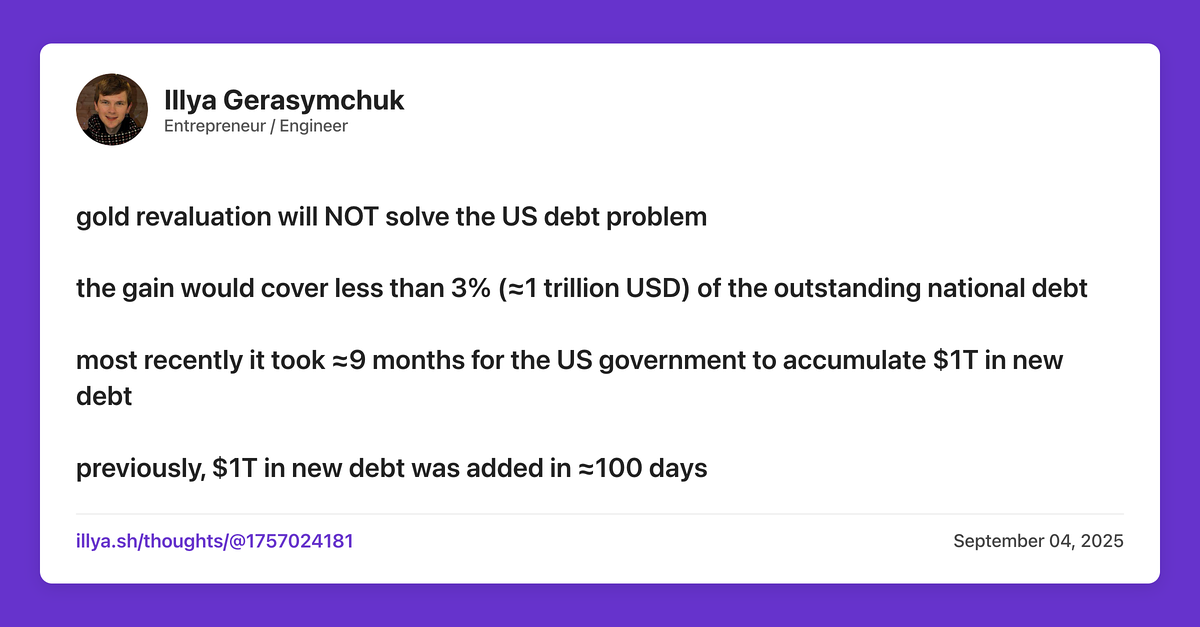 Illya Gerasymchuk
Entrepreneur / Engineer
gold revaluation will NOT solve the US debt problem
the gain would cover less than 3% (≈1 trillion USD) of the outstanding national debt
most recently it took ≈9 months for the US government to accumulate $1T in new
debt
previously, $1T in new debt was added in ≈100 days
illya.sh/thoughts/@1757024181
September 04, 2025